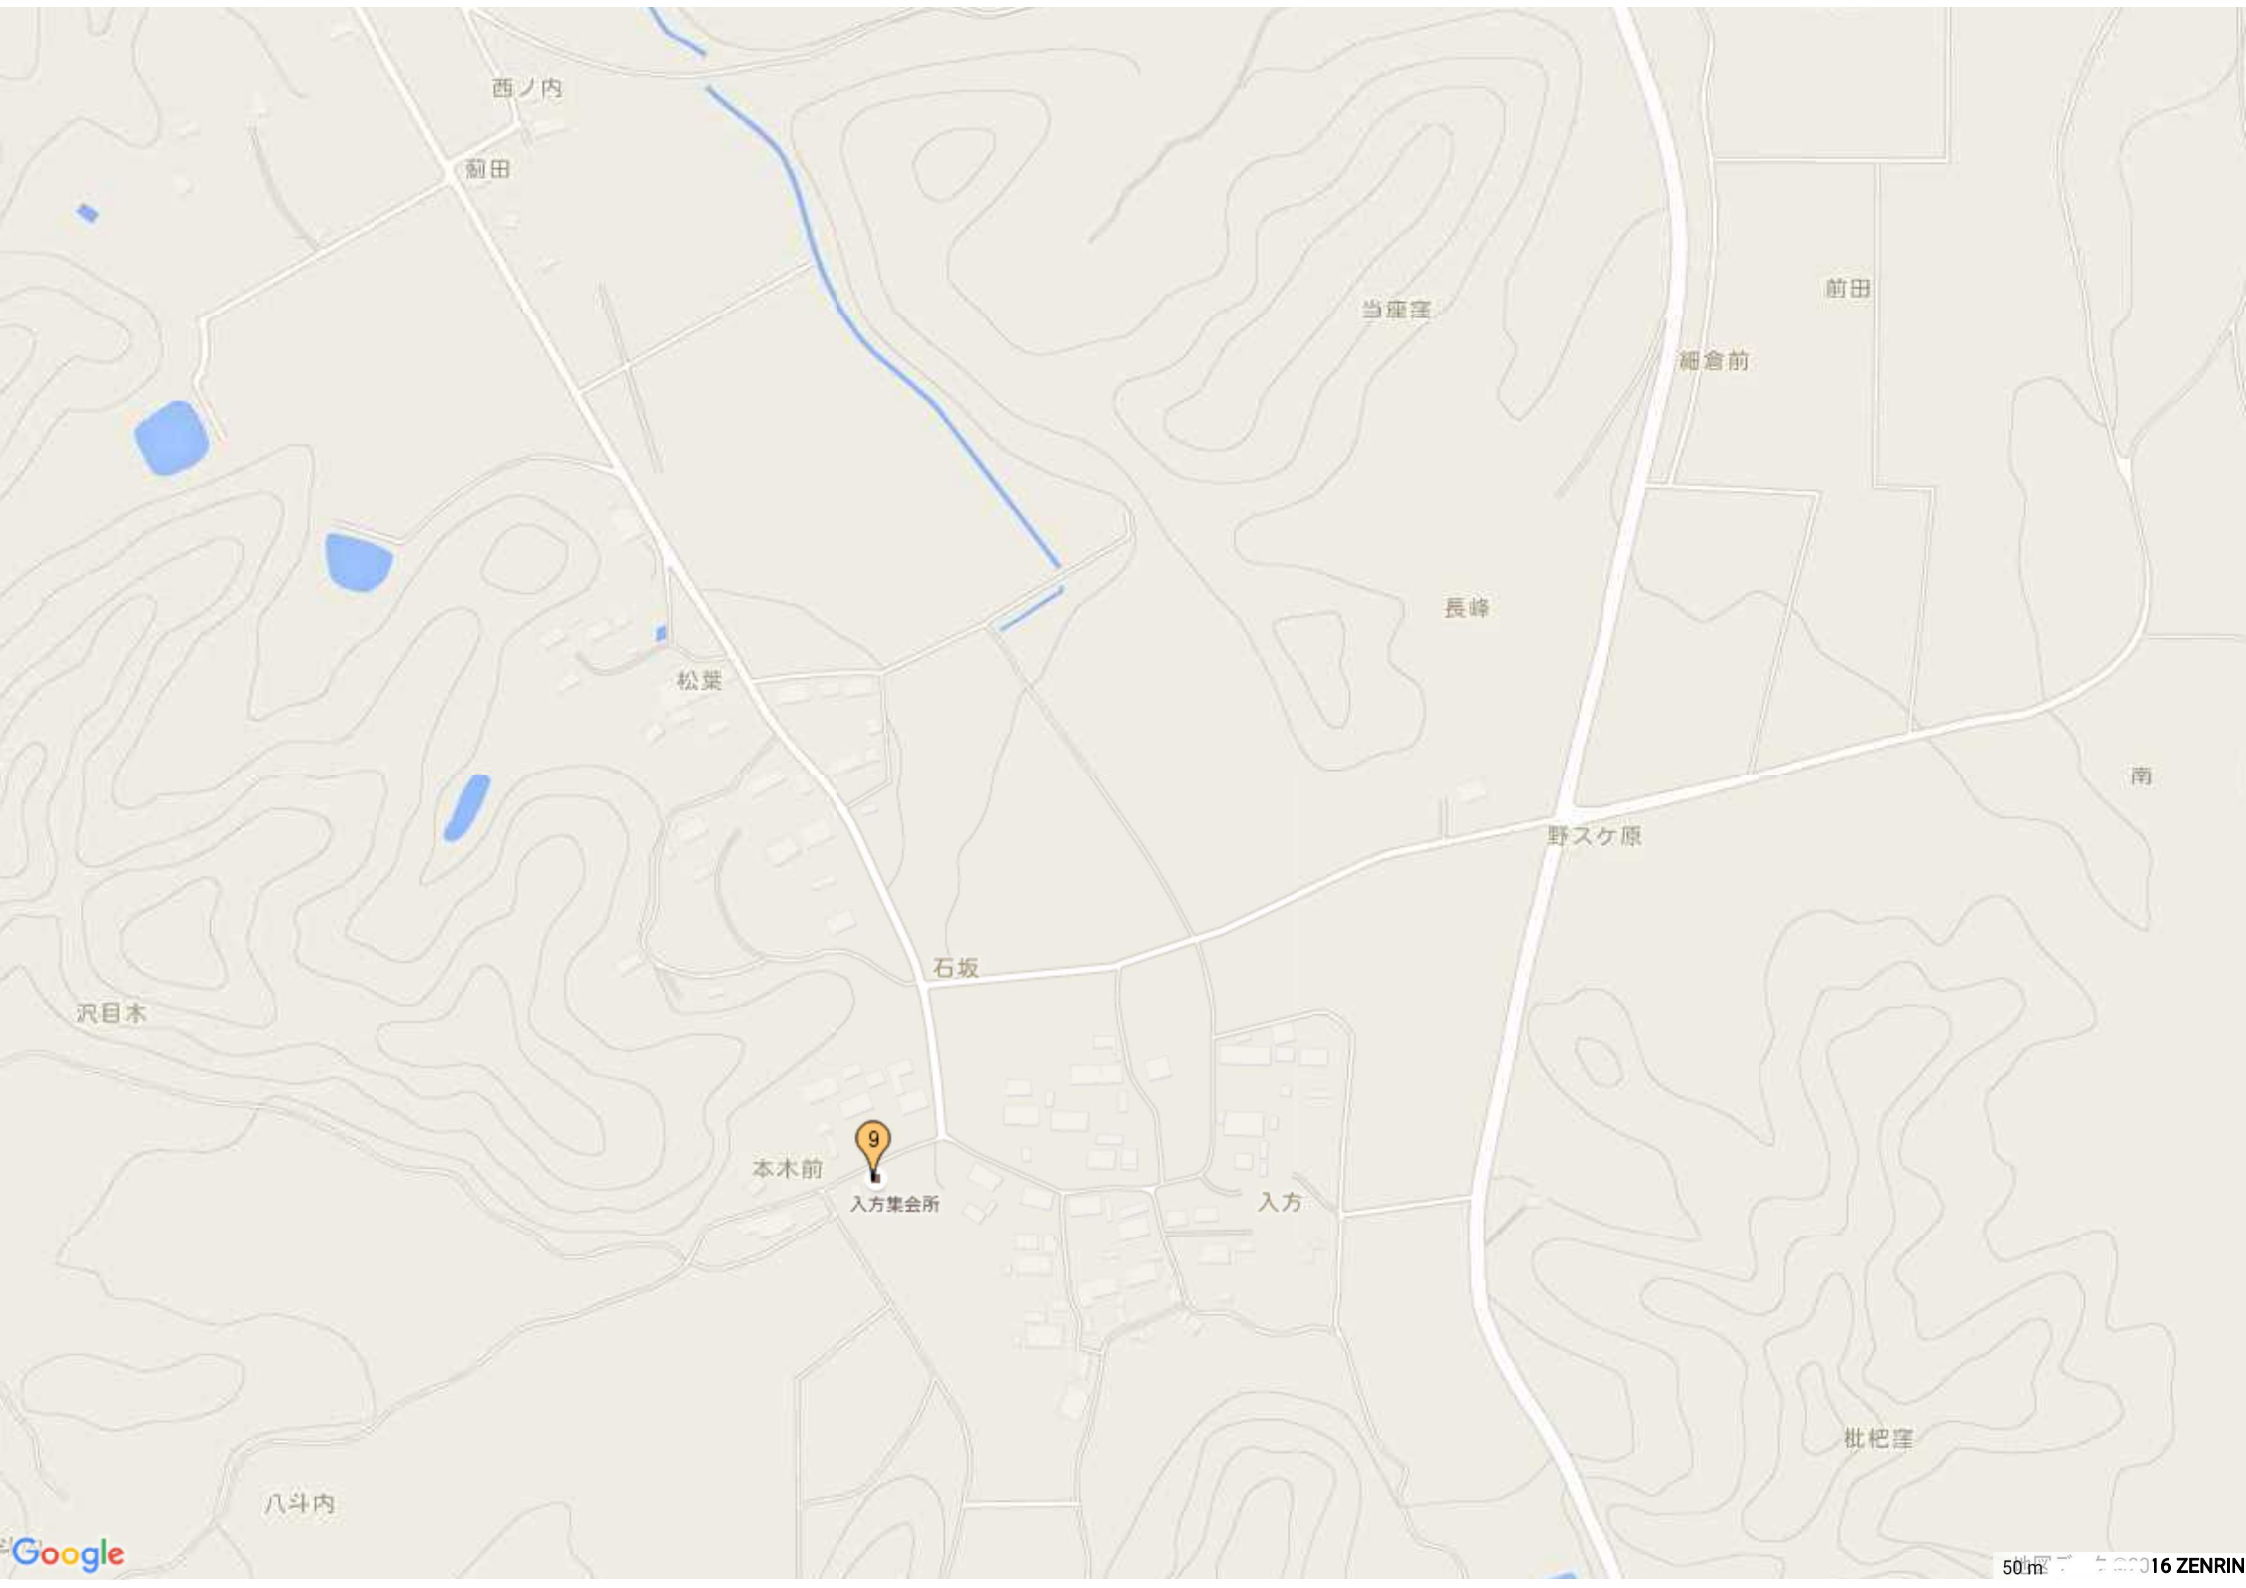 西ノ内
薊田
前田
当座窪
細倉前
長峰
松葉
南
野スケ原
石坂
沢目木
9
本木前
入方集会所
入方
枇杷窪
八斗内
Google
50 m
16 ZENRIN